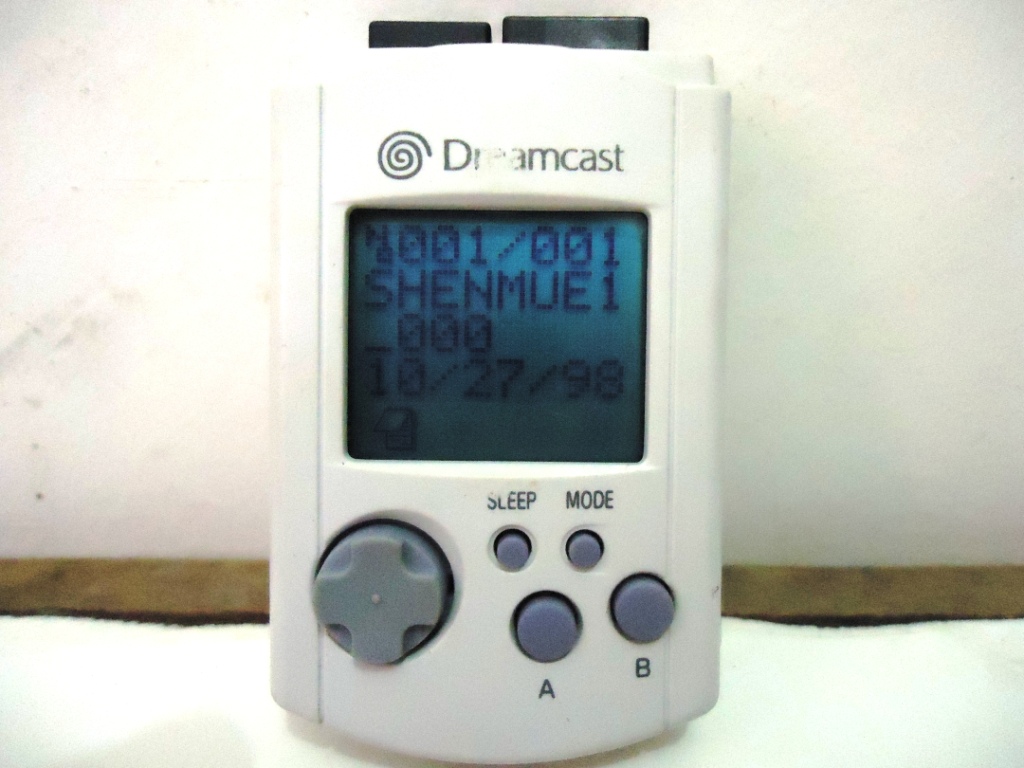 Dreamcast
001/001
SHENMUE1
_000
10/27/98
SLEEP MODE
A
B